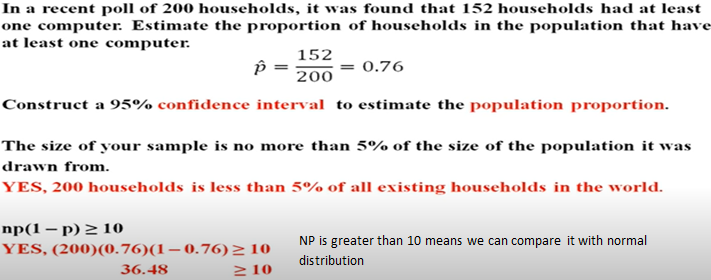 In a recent poll of 200 households, it was found that 152 households had at least
one computer. Estimate the proportion of households in the population that have
at least one computer.
p̂ = 152/200 = 0.76
Construct a 95% confidence interval to estimate the population proportion.
The size of your sample is no more than 5% of the size of the population it was
drawn from.
YES, 200 households is less than 5% of all existing households in the world.
np(1 – p) ≥ 10
YES, (200)(0.76)(1 – 0.76) ≥ 10
36.48 ≥ 10
NP is greater than 10 means we can compare it with normal
distribution